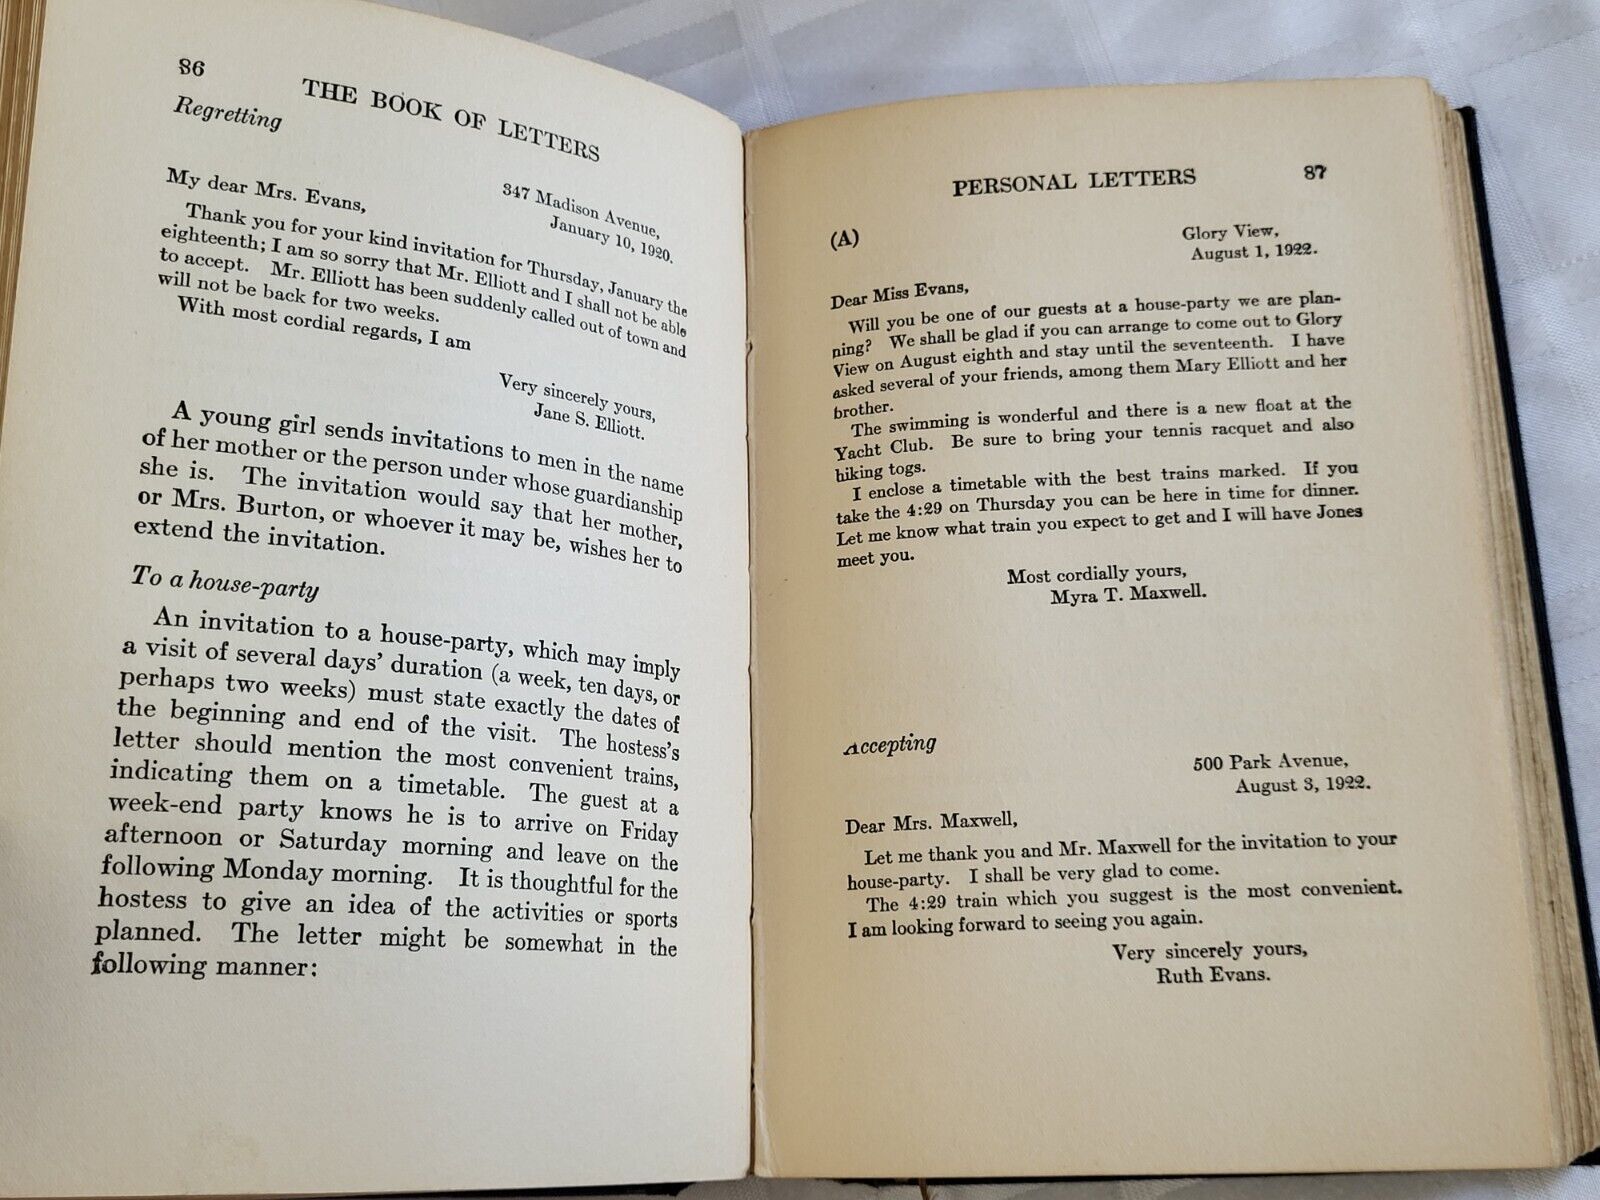 86
THE BOOK OF LETTERS
Regretting
347 Madison Avenue,
January 10, 1920.
My dear Mrs. Evans,
Thank you for your kind invitation for Thursday, January the
eighteenth; I am so sorry that Mr. Elliott and I shall not be able
to accept. Mr. Elliott has been suddenly called out of town and
will not be back for two weeks.
With most cordial regards, I am
Very sincerely yours,
Jane S. Elliott.
A young girl sends invitations to men in the name
of her mother or the person under whose guardianship
she is. The invitation would say that her mother,
or Mrs. Burton, or whoever it may be, wishes her to
extend the invitation.
To a house-party
An invitation to a house-party, which may imply
a visit of several days' duration (a week, ten days, or
perhaps two weeks) must state exactly the dates of
the beginning and end of the visit. The hostess's
letter should mention the most convenient trains,
indicating them on a timetable. The guest at a
week-end party knows he is to arrive on Friday
afternoon or Saturday morning and leave on the
following Monday morning. It is thoughtful for the
hostess to give an idea of the activities or sports
planned. The letter might be somewhat in the
following manner:
PERSONAL LETTERS
87
(A)
Glory View,
August 1, 1922.
Dear Miss Evans,
Will you be one of our guests at a house-party we are plan-
ning? We shall be glad if you can arrange to come out to Glory
View on August eighth and stay until the seventeenth. I have
asked several of your friends, among them Mary Elliott and her
brother.
The swimming is wonderful and there is a new float at the
Yacht Club. Be sure to bring your tennis racquet and also
hiking togs.
I enclose a timetable with the best trains marked. If you
take the 4:29 on Thursday you can be here in time for dinner.
Let me know what train you expect to get and I will have Jones
meet you.
Most cordially yours,
Myra T. Maxwell.
Accepting
500 Park Avenue,
August 3, 1922.
Dear Mrs. Maxwell,
Let me thank you and Mr. Maxwell for the invitation to your
house-party. I shall be very glad to come.
The 4:29 train which you suggest is the most convenient.
I am looking forward to seeing you again.
Very sincerely yours,
Ruth Evans.